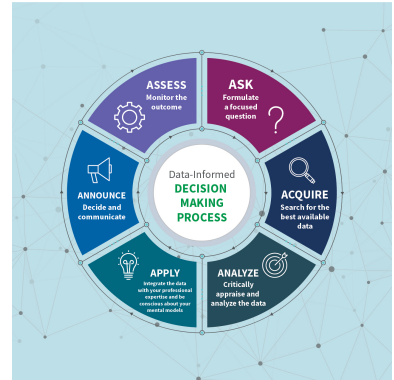 Data-Informed
DECISION
MAKING
PROCESS
ASK
Formulate
a focused
question
ACQUIRE
Search for the
best available
data
ANALYZE
Critically
appraise and
analyze the data
APPLY
Integrate the data
with your professional
expertise and be
conscious about your
mental models
ANNOUNCE
Decide and
communicate
ASSESS
Monitor the
outcome